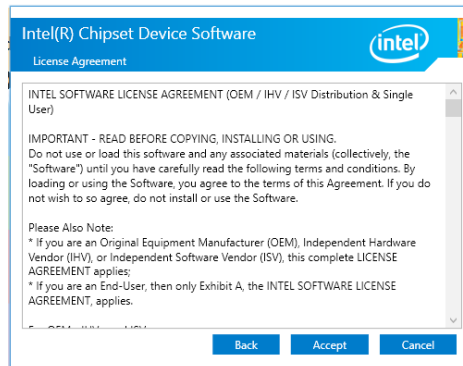 Intel(R) Chipset Device Software
intel
License Agreement
INTEL SOFTWARE LICENSE AGREEMENT (OEM / IHV / ISV Distribution & Single
User)
IMPORTANT - READ BEFORE COPYING, INSTALLING OR USING.
Do not use or load this software and any associated materials (collectively, the
"Software") until you have carefully read the following terms and conditions. By
loading or using the Software, you agree to the terms of this Agreement. If you do
not wish to so agree, do not install or use the Software.
Please Also Note:
* If you are an Original Equipment Manufacturer (OEM), Independent Hardware
Vendor (IHV), or Independent Software Vendor (ISV), this complete LICENSE
AGREEMENT applies;
* If you are an End-User, then only Exhibit A, the INTEL SOFTWARE LICENSE
AGREEMENT, applies.
Back Accept Cancel